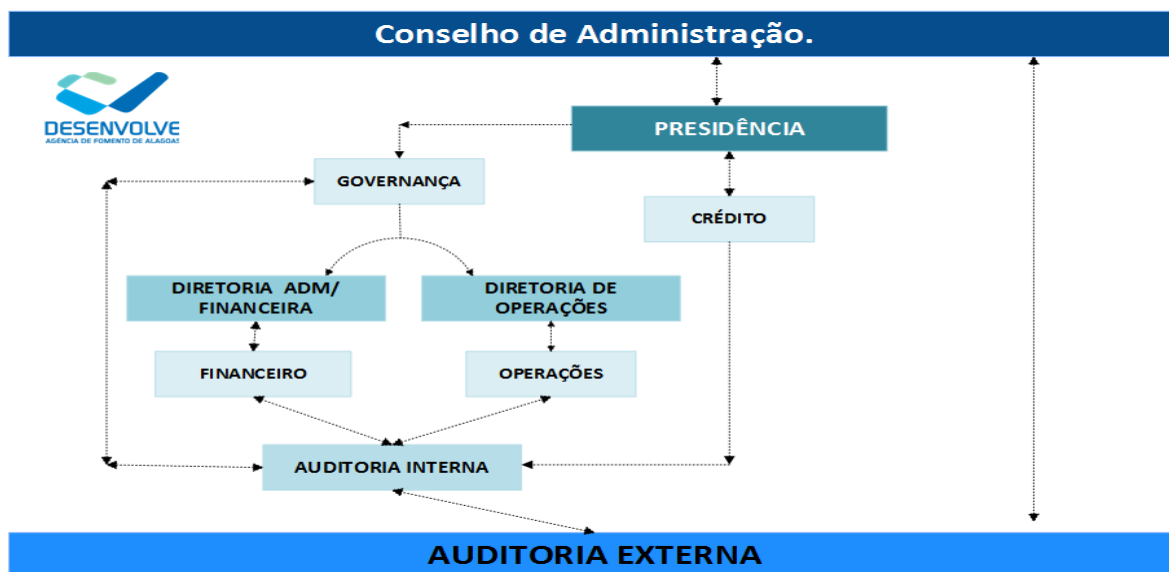 Conselho de Administração.
DESENVOLVE
AGÊNCIA DE FOMENTO DE ALAGOAS
PRESIDÊNCIA
GOVERNANÇA
CRÉDITO
DIRETORIA ADM/
FINANCEIRA
DIRETORIA DE
OPERAÇÕES
FINANCEIRO
OPERAÇÕES
AUDITORIA INTERNA
AUDITORIA EXTERNA